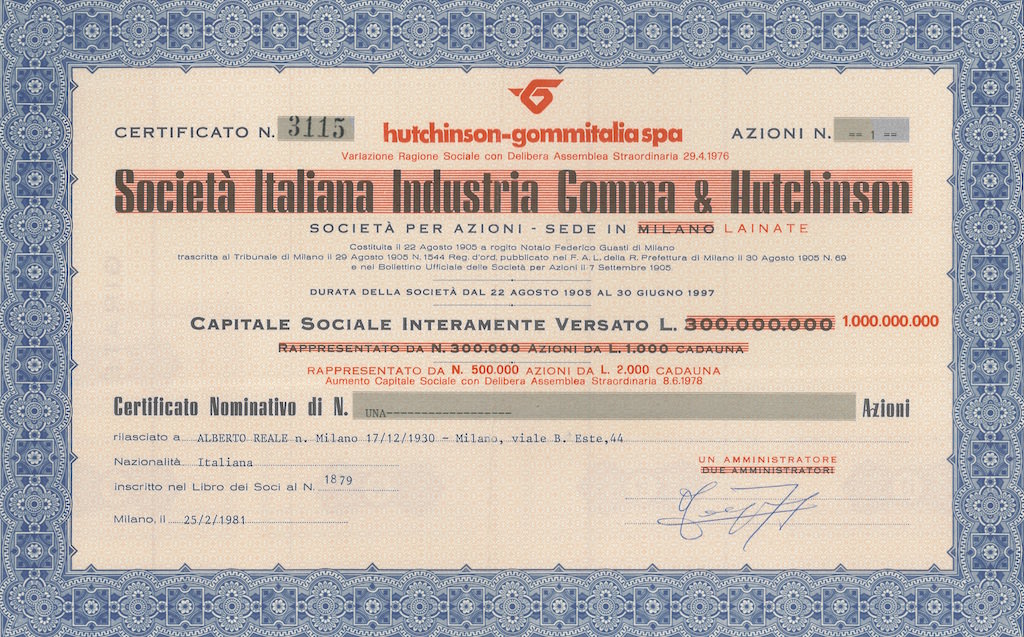 CERTIFICATO N. 3115
hutchinson-gommitalia spa
AZIONI N. == 1 ==
Variazione Ragione Sociale con Delibera Assemblea Straordinaria 29.4.1976
Società Italiana Industria Gomma & Hutchinson
SOCIETÀ PER AZIONI - SEDE IN MILANO LAINATE
Costituita il 22 Agosto 1905 a rogito Notaio Federico Guasti di Milano
trascritta al Tribunale di Milano il 29 Agosto 1905 N. 1544 Reg. d'ord. pubblicato nel F. A. L. della R. Prefettura di Milano il 30 Agosto 1905 N. 69
e nel Bollettino Ufficiale delle Società per Azioni il 7 Settembre 1905
DURATA DELLA SOCIETÀ DAL 22 AGOSTO 1905 AL 30 GIUGNO 1997
CAPITALE SOCIALE INTERAMENTE VERSATO L. 300.000.000 1.000.000.000
RAPPRESENTATO DA N. 300.000 AZIONI DA L. 1.000 CADAUNA
RAPPRESENTATO DA N. 500.000 AZIONI DA L. 2.000 CADAUNA
Aumento Capitale Sociale con Delibera Assemblea Straordinaria 8.6.1978
Certificato Nominativo di N. UNA------------------ Azioni
rilasciato a ALBERTO REALE n. Milano 17/12/1930 - Milano, viale B. Este,44
Nazionalità Italiana
UN AMMINISTRATORE
DUE AMMINISTRATORI
inscritto nel Libro dei Soci al N. 1879
Milano, il 25/2/1981